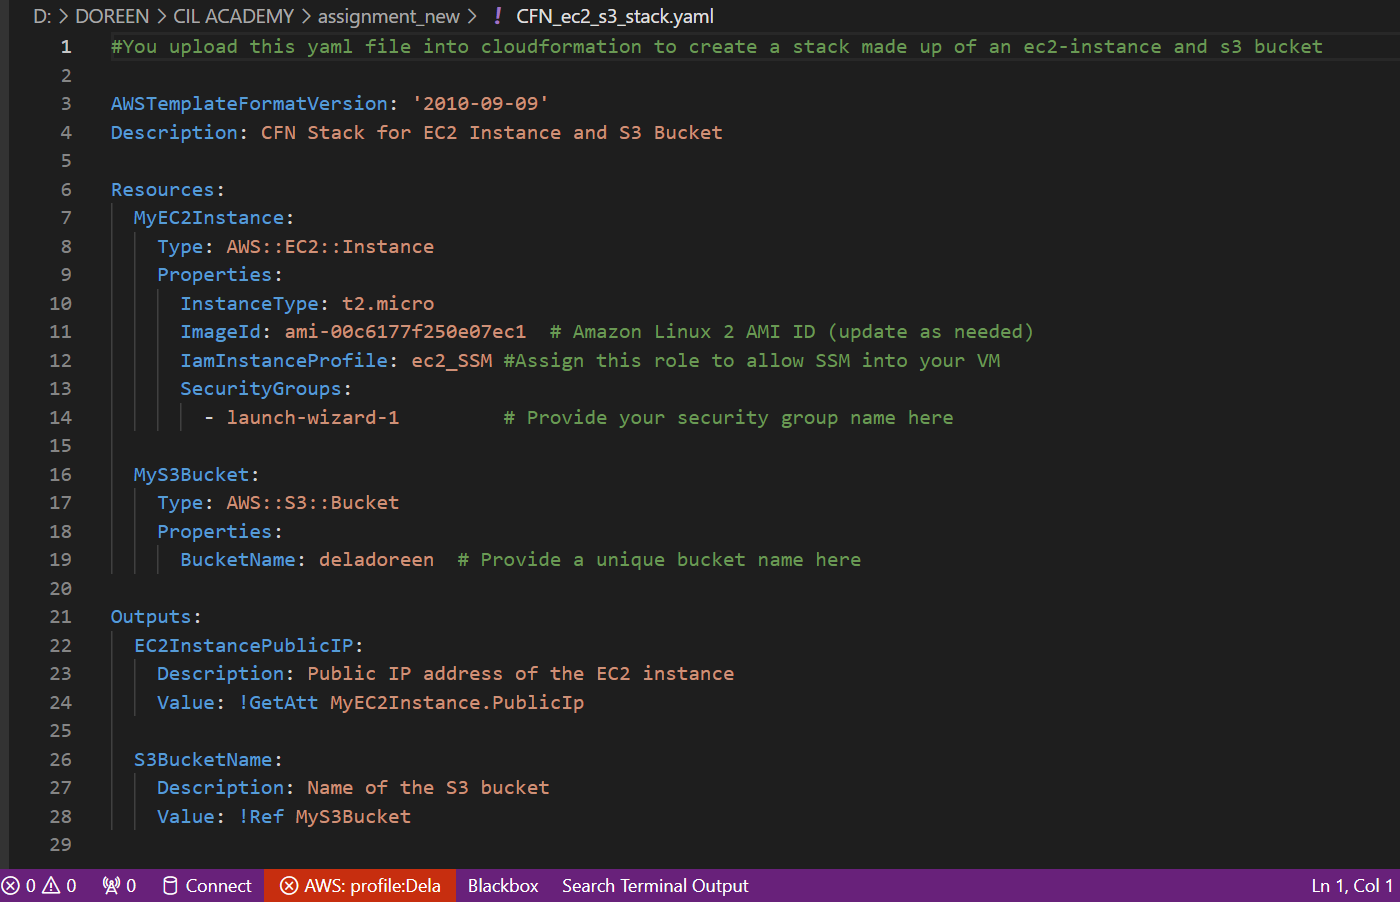 D: > DOREEN > CIL ACADEMY > assignment_new > ! CFN_ec2_s3_stack.yaml
1 #You upload this yaml file into cloudformation to create a stack made up of an ec2-instance and s3 bucket
2
3 AWSTemplateFormatVersion: '2010-09-09'
4 Description: CFN Stack for EC2 Instance and S3 Bucket
5
6 Resources:
7   MyEC2Instance:
8     Type: AWS::EC2::Instance
9     Properties:
10       InstanceType: t2.micro
11       ImageId: ami-00c6177f250e07ec1  # Amazon Linux 2 AMI ID (update as needed)
12       IamInstanceProfile: ec2_SSM #Assign this role to allow SSM into your VM
13       SecurityGroups:
14         - launch-wizard-1         # Provide your security group name here
15
16   MyS3Bucket:
17     Type: AWS::S3::Bucket
18     Properties:
19       BucketName: deladoreen  # Provide a unique bucket name here
20
21 Outputs:
22   EC2InstancePublicIP:
23     Description: Public IP address of the EC2 instance
24     Value: !GetAtt MyEC2Instance.PublicIp
25
26   S3BucketName:
27     Description: Name of the S3 bucket
28     Value: !Ref MyS3Bucket
29
0 0 0 Connect AWS: profile:Dela Blackbox Search Terminal Output Ln 1, Col 1